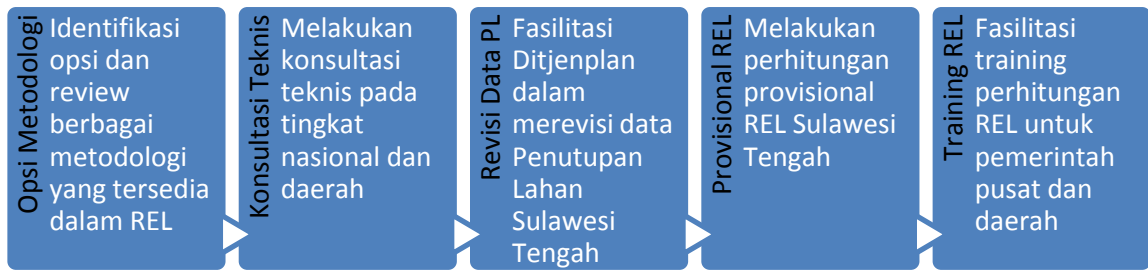 Opsi Metodologi
Identifikasi
opsi dan
review
berbagai
metodologi
yang tersedia
dalam REL
Konsultasi Teknis
Melakukan
konsultasi
teknis pada
tingkat
nasional dan
daerah
Revisi Data PL
Fasilitasi
Ditjenplan
dalam
merevisi data
Penutupan
Lahan
Sulawesi
Tengah
Provisional REL
Melakukan
perhitungan
provisional
REL Sulawesi
Tengah
Training REL
Fasilitasi
training
perhitungan
REL untuk
pemerintah
pusat dan
daerah